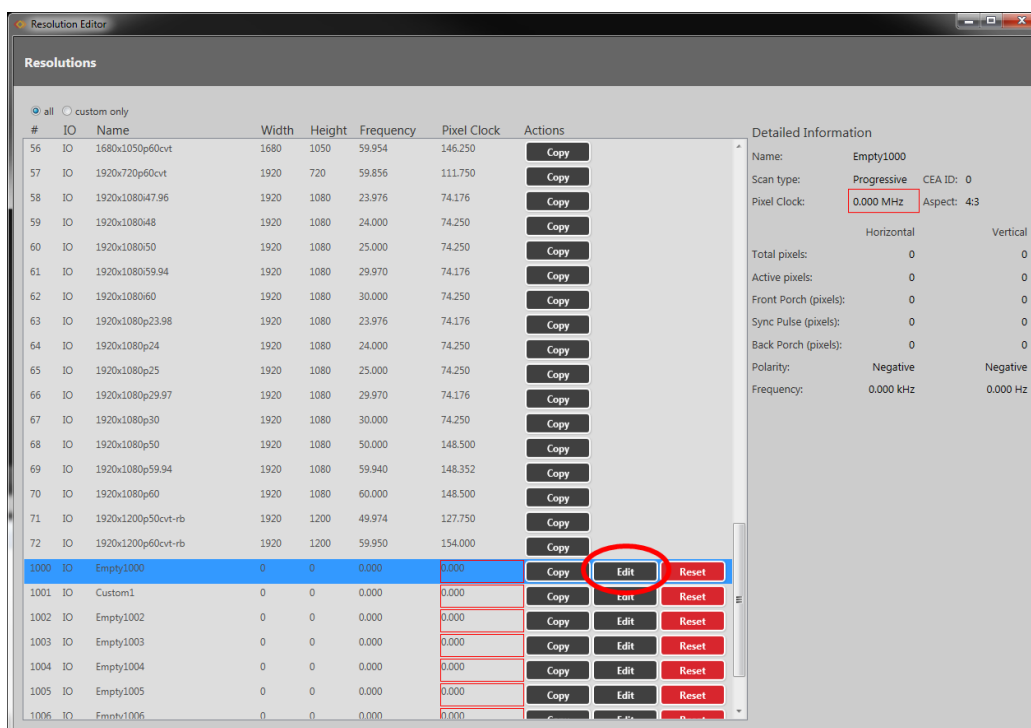 Resolution Editor
Resolutions
all custom only
# IO Name Width Height Frequency Pixel Clock Actions
56 IO 1680x1050p60cvt 1680 1050 59.954 146.250 Copy
57 IO 1920x720p60cvt 1920 720 59.856 111.750 Copy
58 IO 1920x1080i47.96 1920 1080 23.976 74.176 Copy
59 IO 1920x1080i48 1920 1080 24.000 74.250 Copy
60 IO 1920x1080i50 1920 1080 25.000 74.250 Copy
61 IO 1920x1080i59.94 1920 1080 29.970 74.176 Copy
62 IO 1920x1080i60 1920 1080 30.000 74.250 Copy
63 IO 1920x1080p23.98 1920 1080 23.976 74.176 Copy
64 IO 1920x1080p24 1920 1080 24.000 74.250 Copy
65 IO 1920x1080p25 1920 1080 25.000 74.250 Copy
66 IO 1920x1080p29.97 1920 1080 29.970 74.176 Copy
67 IO 1920x1080p30 1920 1080 30.000 74.250 Copy
68 IO 1920x1080p50 1920 1080 50.000 148.500 Copy
69 IO 1920x1080p59.94 1920 1080 59.940 148.352 Copy
70 IO 1920x1080p60 1920 1080 60.000 148.500 Copy
71 IO 1920x1200p50cvt-rb 1920 1200 49.974 127.750 Copy
72 IO 1920x1200p60cvt-rb 1920 1200 59.950 154.000 Copy
1000 IO Empty1000 0 0 0.000 0.000 Copy Edit Reset
1001 IO Custom1 0 0 0.000 0.000 Copy Edit Reset
1002 IO Empty1002 0 0 0.000 0.000 Copy Edit Reset
1003 IO Empty1003 0 0 0.000 0.000 Copy Edit Reset
1004 IO Empty1004 0 0 0.000 0.000 Copy Edit Reset
1005 IO Empty1005 0 0 0.000 0.000 Copy Edit Reset
1006 IO Empty1006 0 0 0.000 0.000 Copy Edit Reset
Detailed Information
Name: Empty1000
Scan type: Progressive CEA ID: 0
Pixel Clock: 0.000 MHz Aspect: 4:3
Horizontal Vertical
Total pixels: 0 0
Active pixels: 0 0
Front Porch (pixels): 0 0
Sync Pulse (pixels): 0 0
Back Porch (pixels): 0 0
Polarity: Negative Negative
Frequency: 0.000 kHz 0.000 Hz